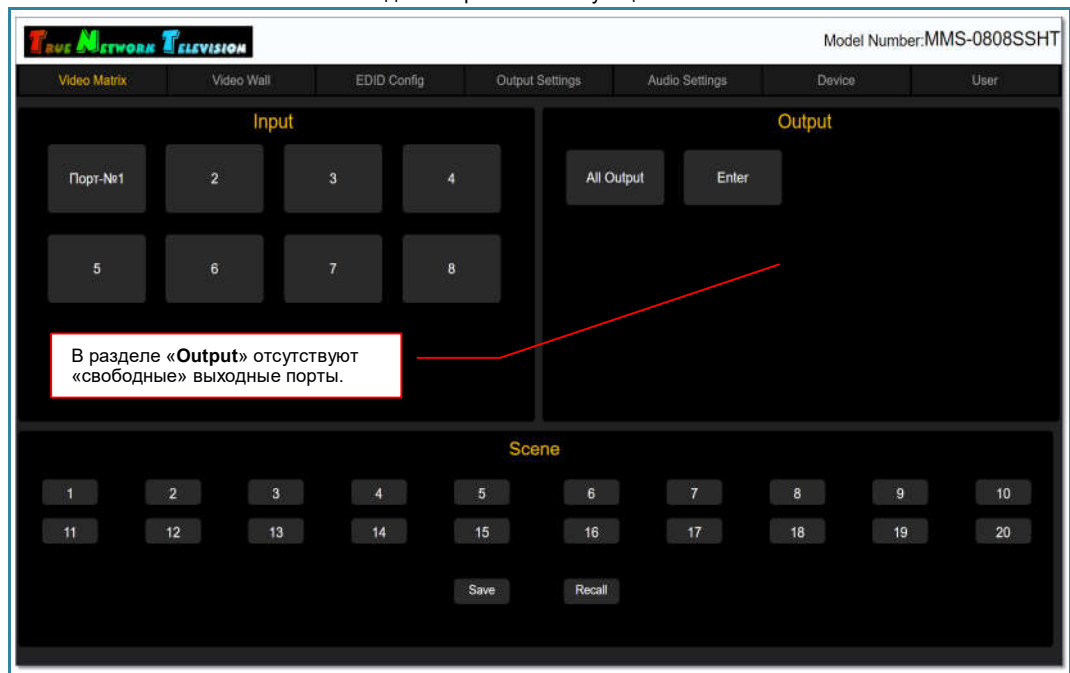 True Network Television
Model Number:MMS-0808SSHT
Video Matrix Video Wall EDID Config Output Settings Audio Settings Device User
Input
Порт-№1 2 3 4
5 6 7 8
Output
All Output Enter
В разделе «Output» отсутствуют
«свободные» выходные порты.
Scene
1 2 3 4 5 6 7 8 9 10
11 12 13 14 15 16 17 18 19 20
Save Recall